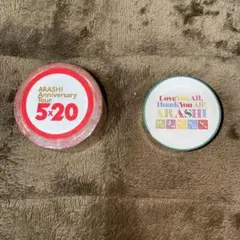 ARASHI
Anniversary
Tour
5×20
Love You All,
Thank You All!
ARASHI